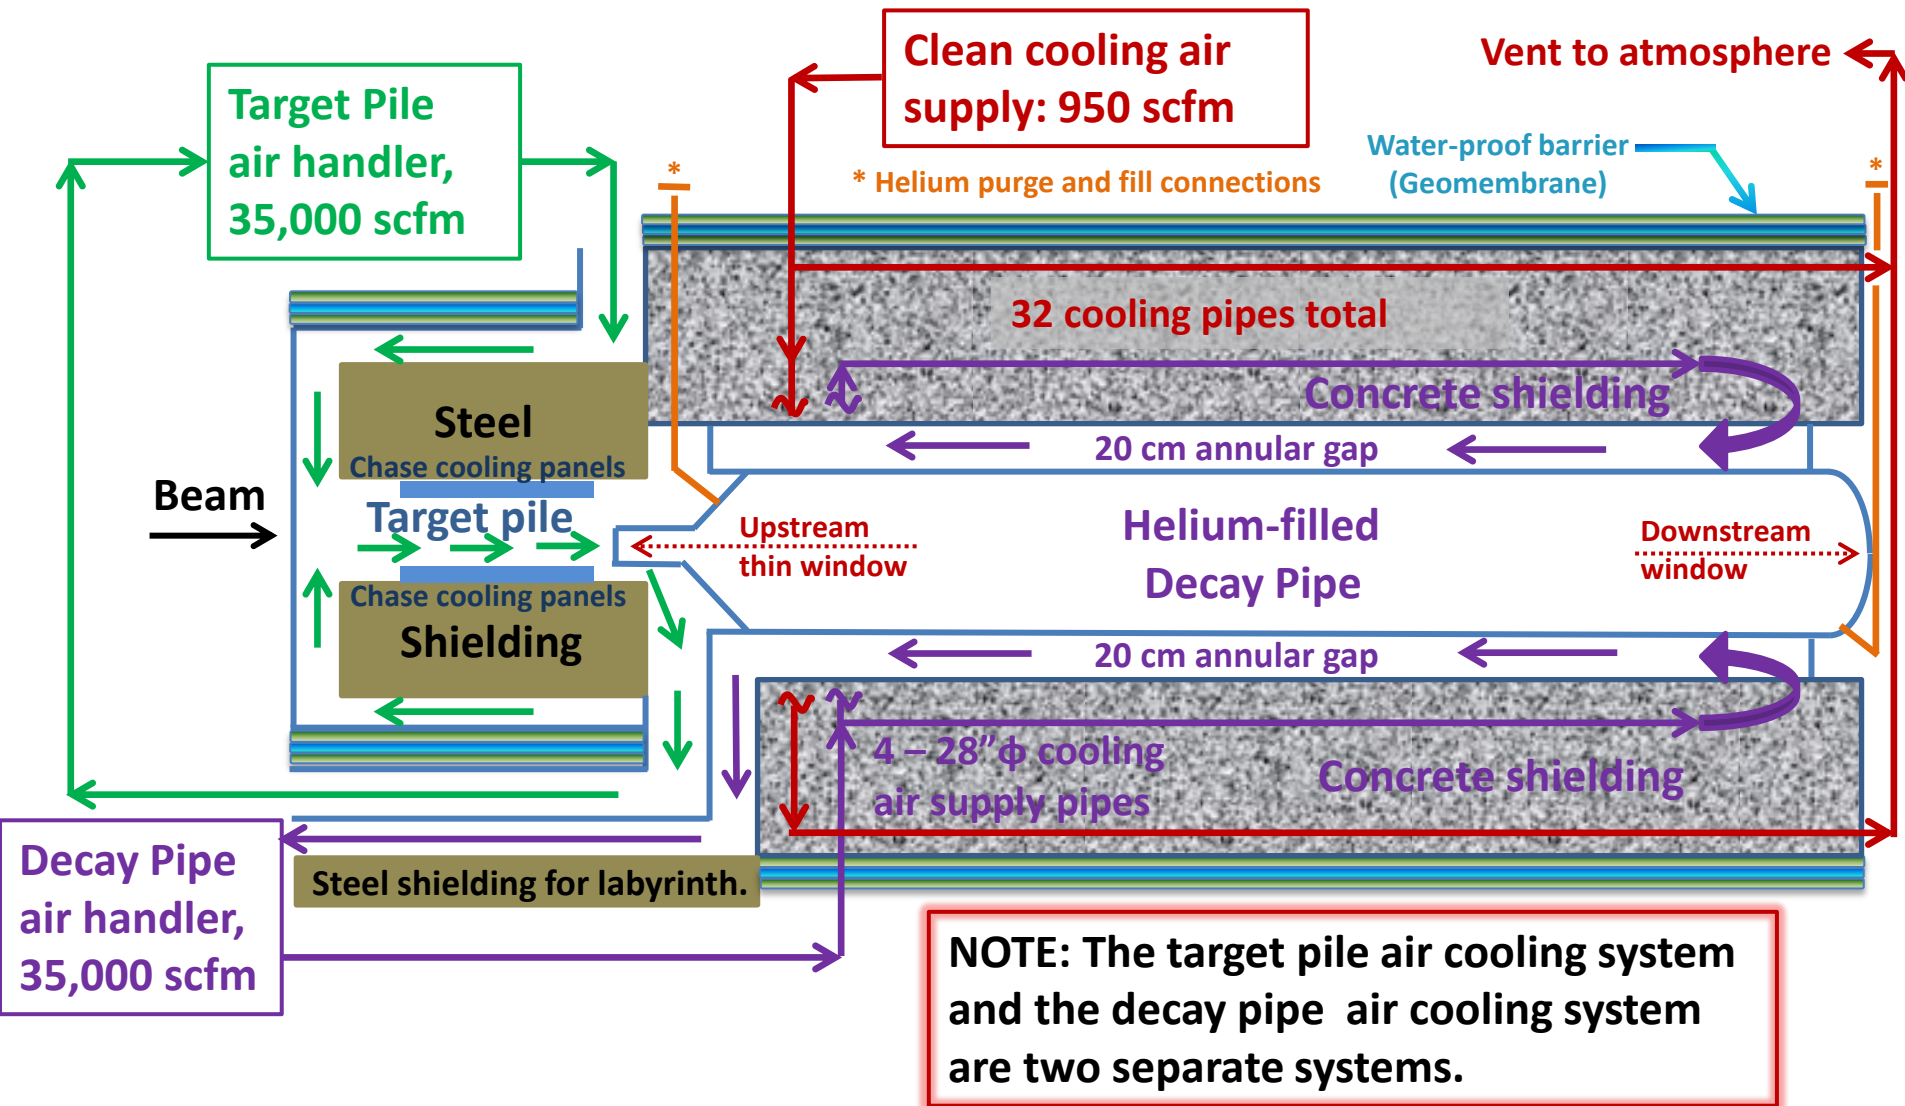 Clean cooling air
supply: 950 scfm
Vent to atmosphere
Target Pile
air handler,
35,000 scfm
Water-proof barrier
(Geomembrane)
*
* Helium purge and fill connections
*
32 cooling pipes total
Concrete shielding
Steel
Chase cooling panels
20 cm annular gap
Beam
Target pile
Upstream
thin window
Helium-filled
Decay Pipe
Downstream
window
Chase cooling panels
Shielding
20 cm annular gap
4 – 28”ϕ cooling
air supply pipes
Concrete shielding
Decay Pipe
air handler,
35,000 scfm
Steel shielding for labyrinth.
NOTE: The target pile air cooling system
and the decay pipe  air cooling system
are two separate systems.